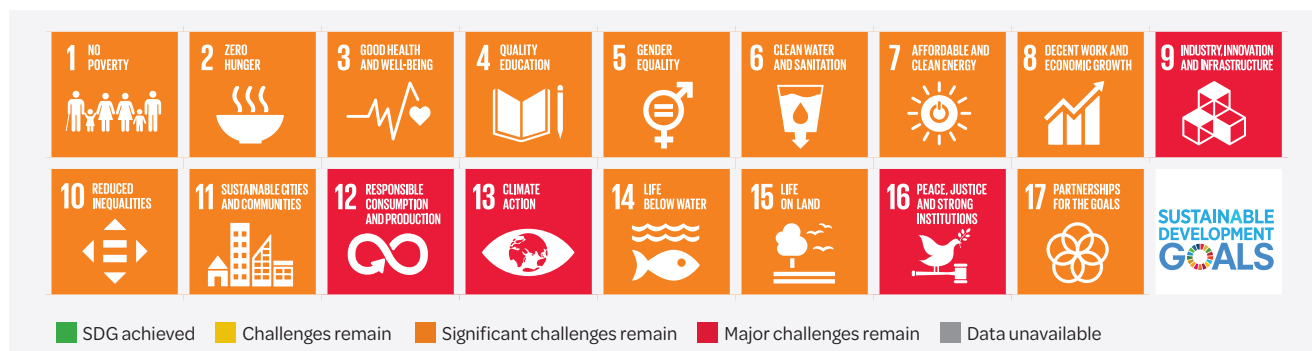 1 NO
POVERTY
2 ZERO
HUNGER
3 GOOD HEALTH
AND WELL-BEING
4 QUALITY
EDUCATION
5 GENDER
EQUALITY
6 CLEAN WATER
AND SANITATION
7 AFFORDABLE AND
CLEAN ENERGY
8 DECENT WORK AND
ECONOMIC GROWTH
9 INDUSTRY, INNOVATION
AND INFRASTRUCTURE
10 REDUCED
INEQUALITIES
11 SUSTAINABLE CITIES
AND COMMUNITIES
12 RESPONSIBLE
CONSUMPTION
AND PRODUCTION
13 CLIMATE
ACTION
14 LIFE
BELOW WATER
15 LIFE
ON LAND
16 PEACE, JUSTICE
AND STRONG
INSTITUTIONS
17 PARTNERSHIPS
FOR THE GOALS
SUSTAINABLE
DEVELOPMENT
GOALS
SDG achieved Challenges remain Significant challenges remain Major challenges remain Data unavailable